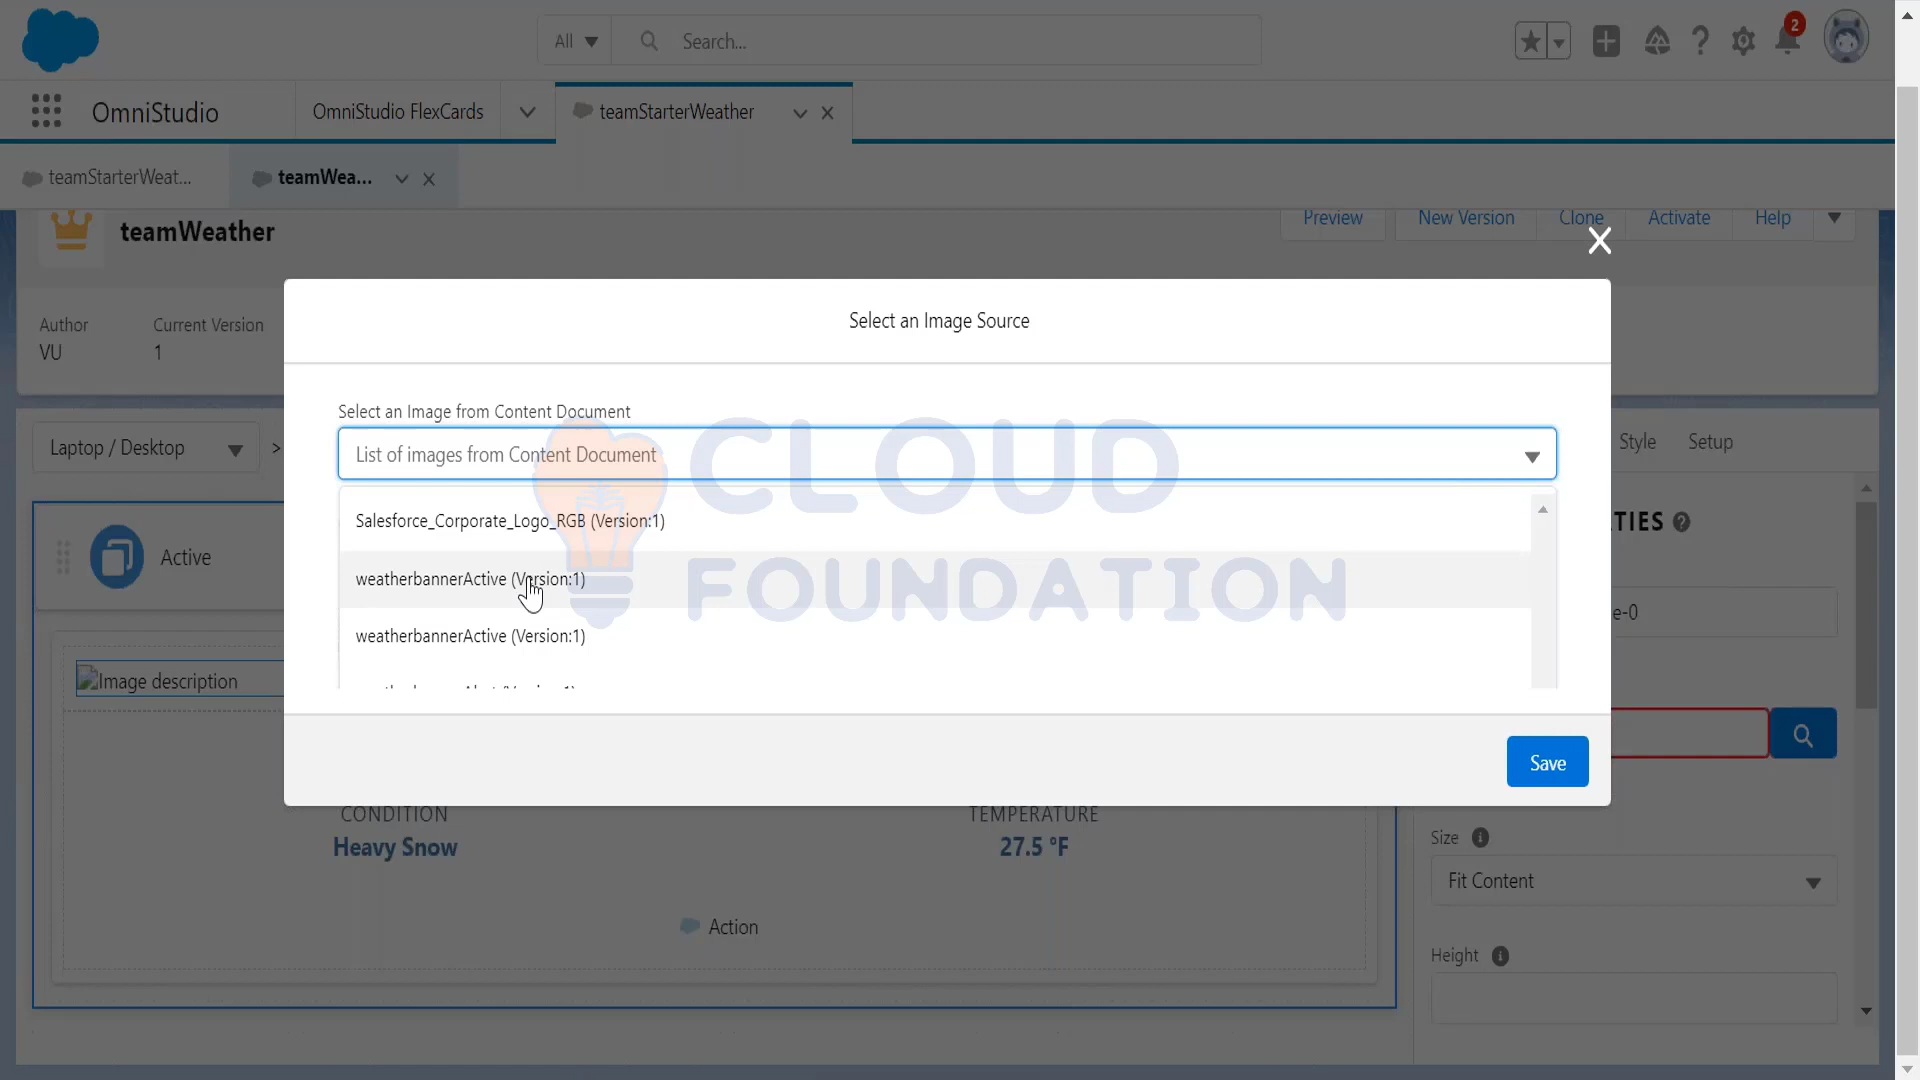 All
Search...
2
OmniStudio
OmniStudio FlexCards
teamStarterWeather
teamStarterWeat...
teamWea...
teamWeather
Preview
New Version
Clone
Activate
Help
Author
VU
Current Version
1
Select an Image Source
Select an Image from Content Document
List of images from Content Document
Salesforce_Corporate_Logo_RGB (Version:1)
weatherbannerActive (Version:1)
weatherbannerActive (Version:1)
CLOUD
FOUNDATION
Save
Laptop / Desktop
>
Style
Setup
TIES
e-0
Active
Image description
CONDITION
Heavy Snow
TEMPERATURE
27.5 °F
Action
Size
Fit Content
Height